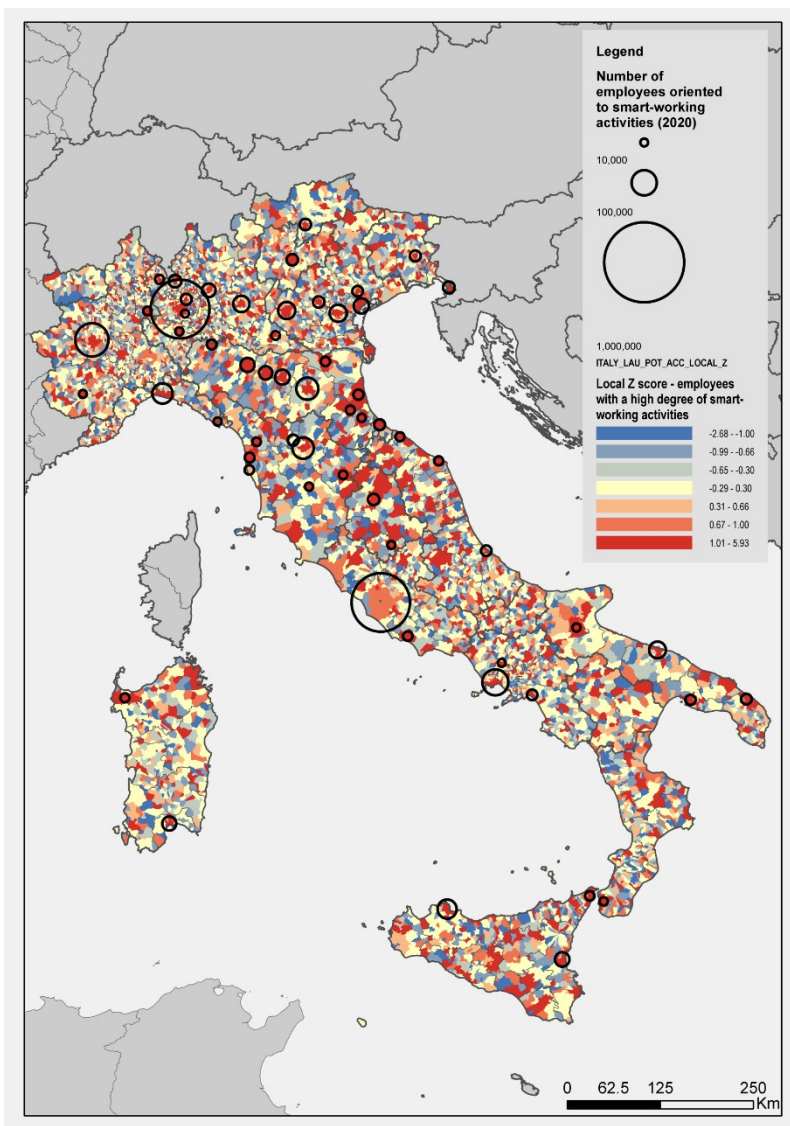 Legend
Number of
employees oriented
to smart-working
activities (2020)
10,000
100,000
1,000,000
ITALY_LAU_POT_ACC_LOCAL_Z
Local Z score - employees
with a high degree of smart-
working activities
-2.68 - -1.00
-0.99 - -0.66
-0.65 - -0.30
-0.29 - 0.30
0.31 - 0.66
0.67 - 1.00
1.01 - 5.93
0 62.5 125 250
Km